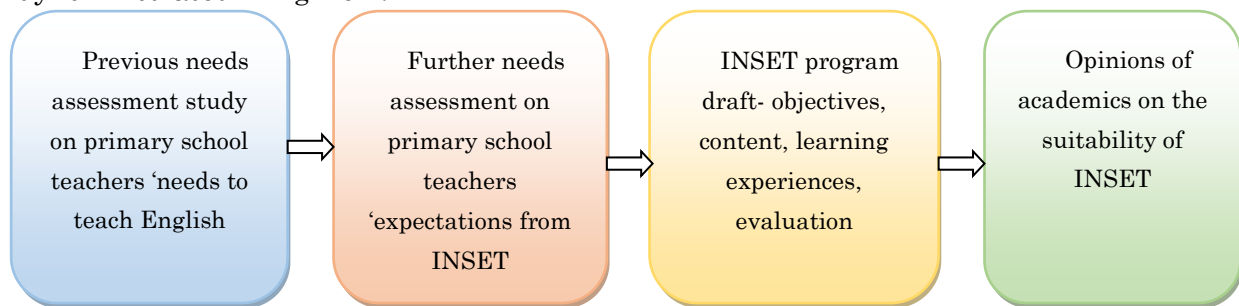 Previous needs
assessment study
on primary school
teachers ‘needs to
teach English
Further needs
assessment on
primary school
teachers
‘expectations from
INSET
INSET program
draft- objectives,
content, learning
experiences,
evaluation
Opinions of
academics on the
suitability of
INSET